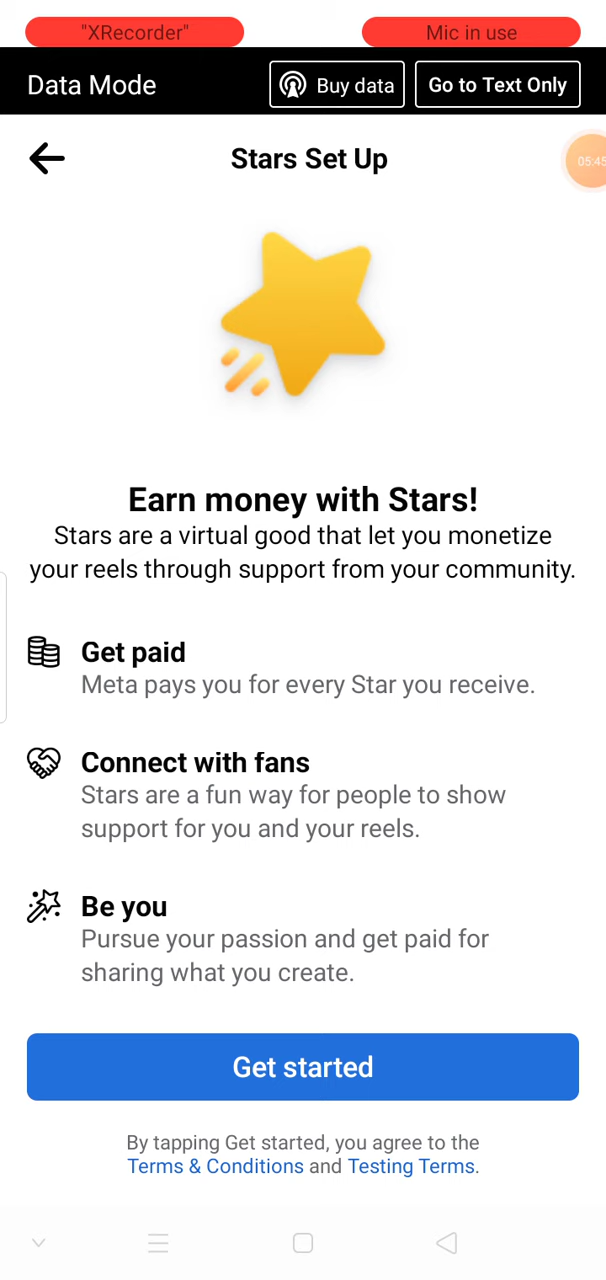 "XRecorder" Mic in use
Data Mode Buy data Go to Text Only
Stars Set Up
05:45
Earn money with Stars!
Stars are a virtual good that let you monetize
your reels through support from your community.
Get paid
Meta pays you for every Star you receive.
Connect with fans
Stars are a fun way for people to show
support for you and your reels.
Be you
Pursue your passion and get paid for
sharing what you create.
Get started
By tapping Get started, you agree to the
Terms & Conditions and Testing Terms.